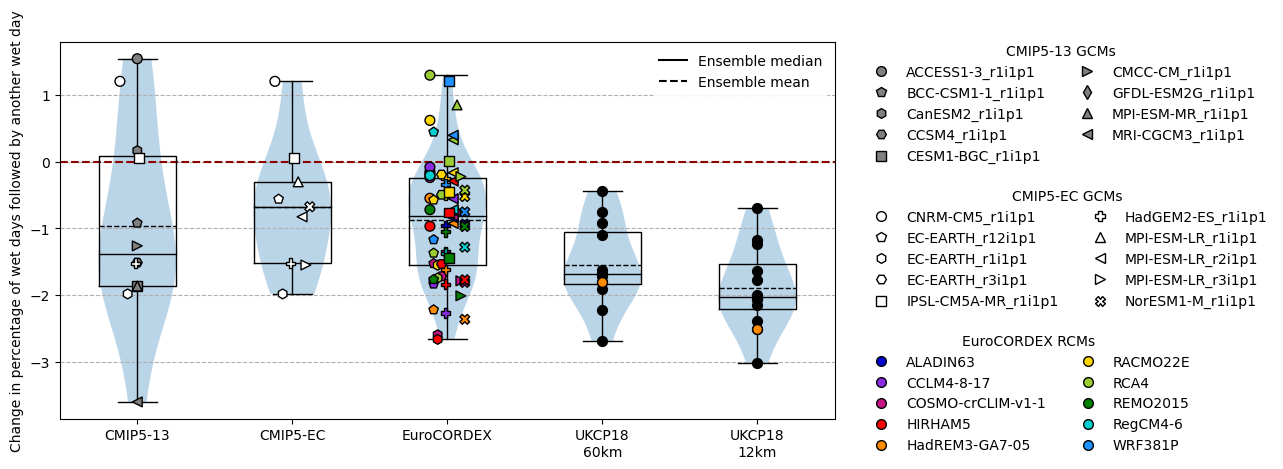 Change in percentage of wet days followed by another wet day
1
0
−1
−2
−3
Ensemble median
Ensemble mean
CMIP5-13
CMIP5-EC
EuroCORDEX
UKCP18
60km
UKCP18
12km
CMIP5-13 GCMs
ACCESS1-3_r1i1p1
BCC-CSM1-1_r1i1p1
CanESM2_r1i1p1
CCSM4_r1i1p1
CESM1-BGC_r1i1p1
CMCC-CM_r1i1p1
GFDL-ESM2G_r1i1p1
MPI-ESM-MR_r1i1p1
MRI-CGCM3_r1i1p1
CMIP5-EC GCMs
CNRM-CM5_r1i1p1
EC-EARTH_r12i1p1
EC-EARTH_r1i1p1
EC-EARTH_r3i1p1
IPSL-CM5A-MR_r1i1p1
HadGEM2-ES_r1i1p1
MPI-ESM-LR_r1i1p1
MPI-ESM-LR_r2i1p1
MPI-ESM-LR_r3i1p1
NorESM1-M_r1i1p1
EuroCORDEX RCMs
ALADIN63
CCLM4-8-17
COSMO-crCLIM-v1-1
HIRHAM5
HadREM3-GA7-05
RACMO22E
RCA4
REMO2015
RegCM4-6
WRF381P